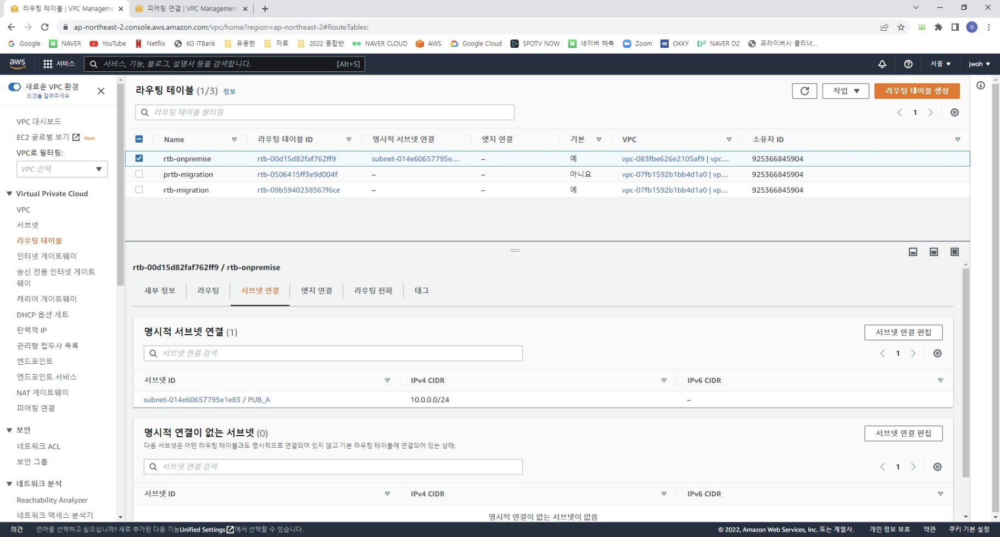 라우팅 테이블 | VPC Manageme
피어링 연결 | VPC Management
ap-northeast-2.console.aws.amazon.com/vpc/home?region=ap-northeast-2#RouteTables:
임
Google NAVER YouTube Netflix KG ITBank 유용한 자료 2022 종합반 NAVER CLOUD AWS Google Cloud SPOTV NOW 네이버 해축 Zoom OKKY NAVER D2 프라이버시 클리너...
aws 서비스 서비스, 기능, 블로그, 설명서 등을 검색합니다. [Alt+S] 서울 ▼ jwoh ▼
새로운 VPC 환경
의견을 알려주세요
VPC 대시보드
EC2 글로벌 보기 New
VPC로 필터링:
VPC 선택
Virtual Private Cloud
VPC
서브넷
라우팅 테이블
인터넷 게이트웨이
송신 전용 인터넷 게이트
웨이
캐리어 게이트웨이
DHCP 옵션 세트
탄력적 IP
관리형 접두사 목록
엔드포인트
엔드포인트 서비스
NAT 게이트웨이
피어링 연결
보안
네트워크 ACL
보안 그룹
네트워크 분석
Reachability Analyzer
네트워크 액세스 분석기
라우팅 테이블 (1/3) 정보
작업 ▼ 라우팅 테이블 생성
라우팅 테이블 필터링
1
Name 라우팅 테이블 ID 명시적 서브넷 연결 엣지 연결 기본 VPC 소유자 ID
rtb-onpremise rtb-00d15d82faf762ff9 subnet-014e60657795e... – 예 vpc-083fbe626e2105af9 | vpc... 925366845904
prtb-migration rtb-0506415ff3e9d004f – – 아니요 vpc-07fb1592b1bb4d1a0 | vp... 925366845904
rtb-migration rtb-09b5940238567f6ce – – 예 vpc-07fb1592b1bb4d1a0 | vp... 925366845904
rtb-00d15d82faf762ff9 / rtb-onpremise
세부 정보 라우팅 서브넷 연결 엣지 연결 라우팅 전파 태그
명시적 서브넷 연결 (1)
서브넷 연결 편집
서브넷 연결 검색
1
서브넷 ID IPv4 CIDR IPv6 CIDR
subnet-014e60657795e1e83 / PUB_A 10.0.0.0/24 –
명시적 연결이 없는 서브넷 (0)
서브넷 연결 편집
다음 서브넷은 어떤 라우팅 테이블과도 명시적으로 연결되어 있지 않고 기본 라우팅 테이블에 연결되어 있는 상태:
서브넷 연결 검색
1
서브넷 ID IPv4 CIDR IPv6 CIDR
명시적 연결이 없는 서브넷이 없음
의견 언어를 선택하고 싶으십니까? 새로 추가된 다음 기능Unified Settings에서 선택할 수 있습니다. © 2022, Amazon Web Services, Inc. 또는 계열사. 개인 정보 보호 약관 쿠키 기본 설정